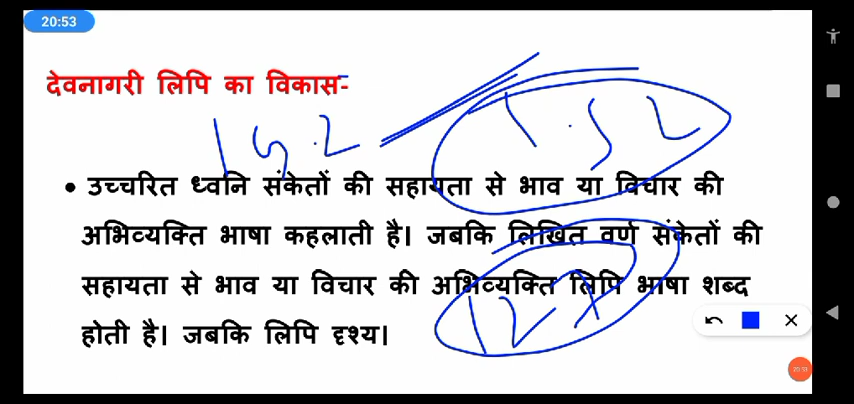 20:53
देवनागरी लिपि का विकास-
• उच्चरित ध्वनि संकेतों की सहायता से भाव या विचार की
अभिव्यक्ति भाषा कहलाती है। जबकि लिखित वर्ण संकेतों की
सहायता से भाव या विचार की अभिव्यक्ति लिपि भाषा शब्द
होती है। जबकि लिपि दृश्य।